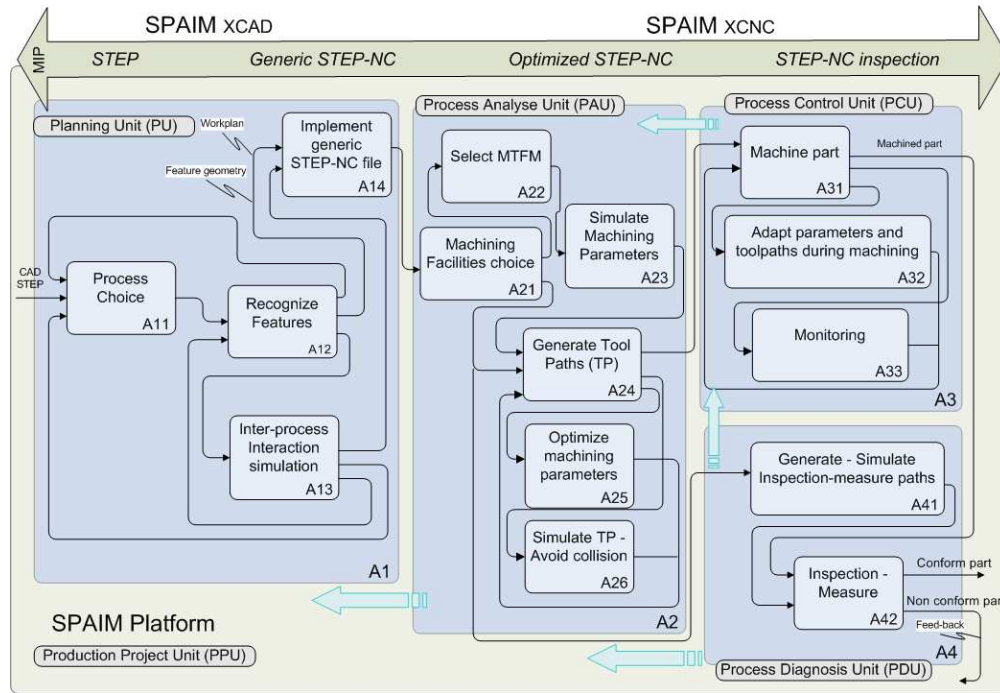 SPAIM XCAD
SPAIM XCNC
MIP
STEP
Generic STEP-NC
Optimized STEP-NC
STEP-NC inspection
Planning Unit (PU)
Workplan
Feature geometry
Implement
generic
STEP-NC file
A14
CAD
STEP
Process
Choice
A11
Recognize
Features
A12
Inter-process
Interaction
simulation
A13
A1
Process Analyse Unit (PAU)
Select MTFM
A22
Machining
Facilities choice
A21
Simulate
Machining
Parameters
A23
Generate Tool
Paths (TP)
A24
Optimize
machining
parameters
A25
Simulate TP -
Avoid collision
A26
A2
Process Control Unit (PCU)
Machine part
A31
Machined part
Adapt parameters and
toolpaths during machining
A32
Monitoring
A33
A3
Generate - Simulate
Inspection-measure paths
A41
Inspection -
Measure
A42
Conform part
Non conform part
Feed-back
A4
Process Diagnosis Unit (PDU)
SPAIM Platform
Production Project Unit (PPU)